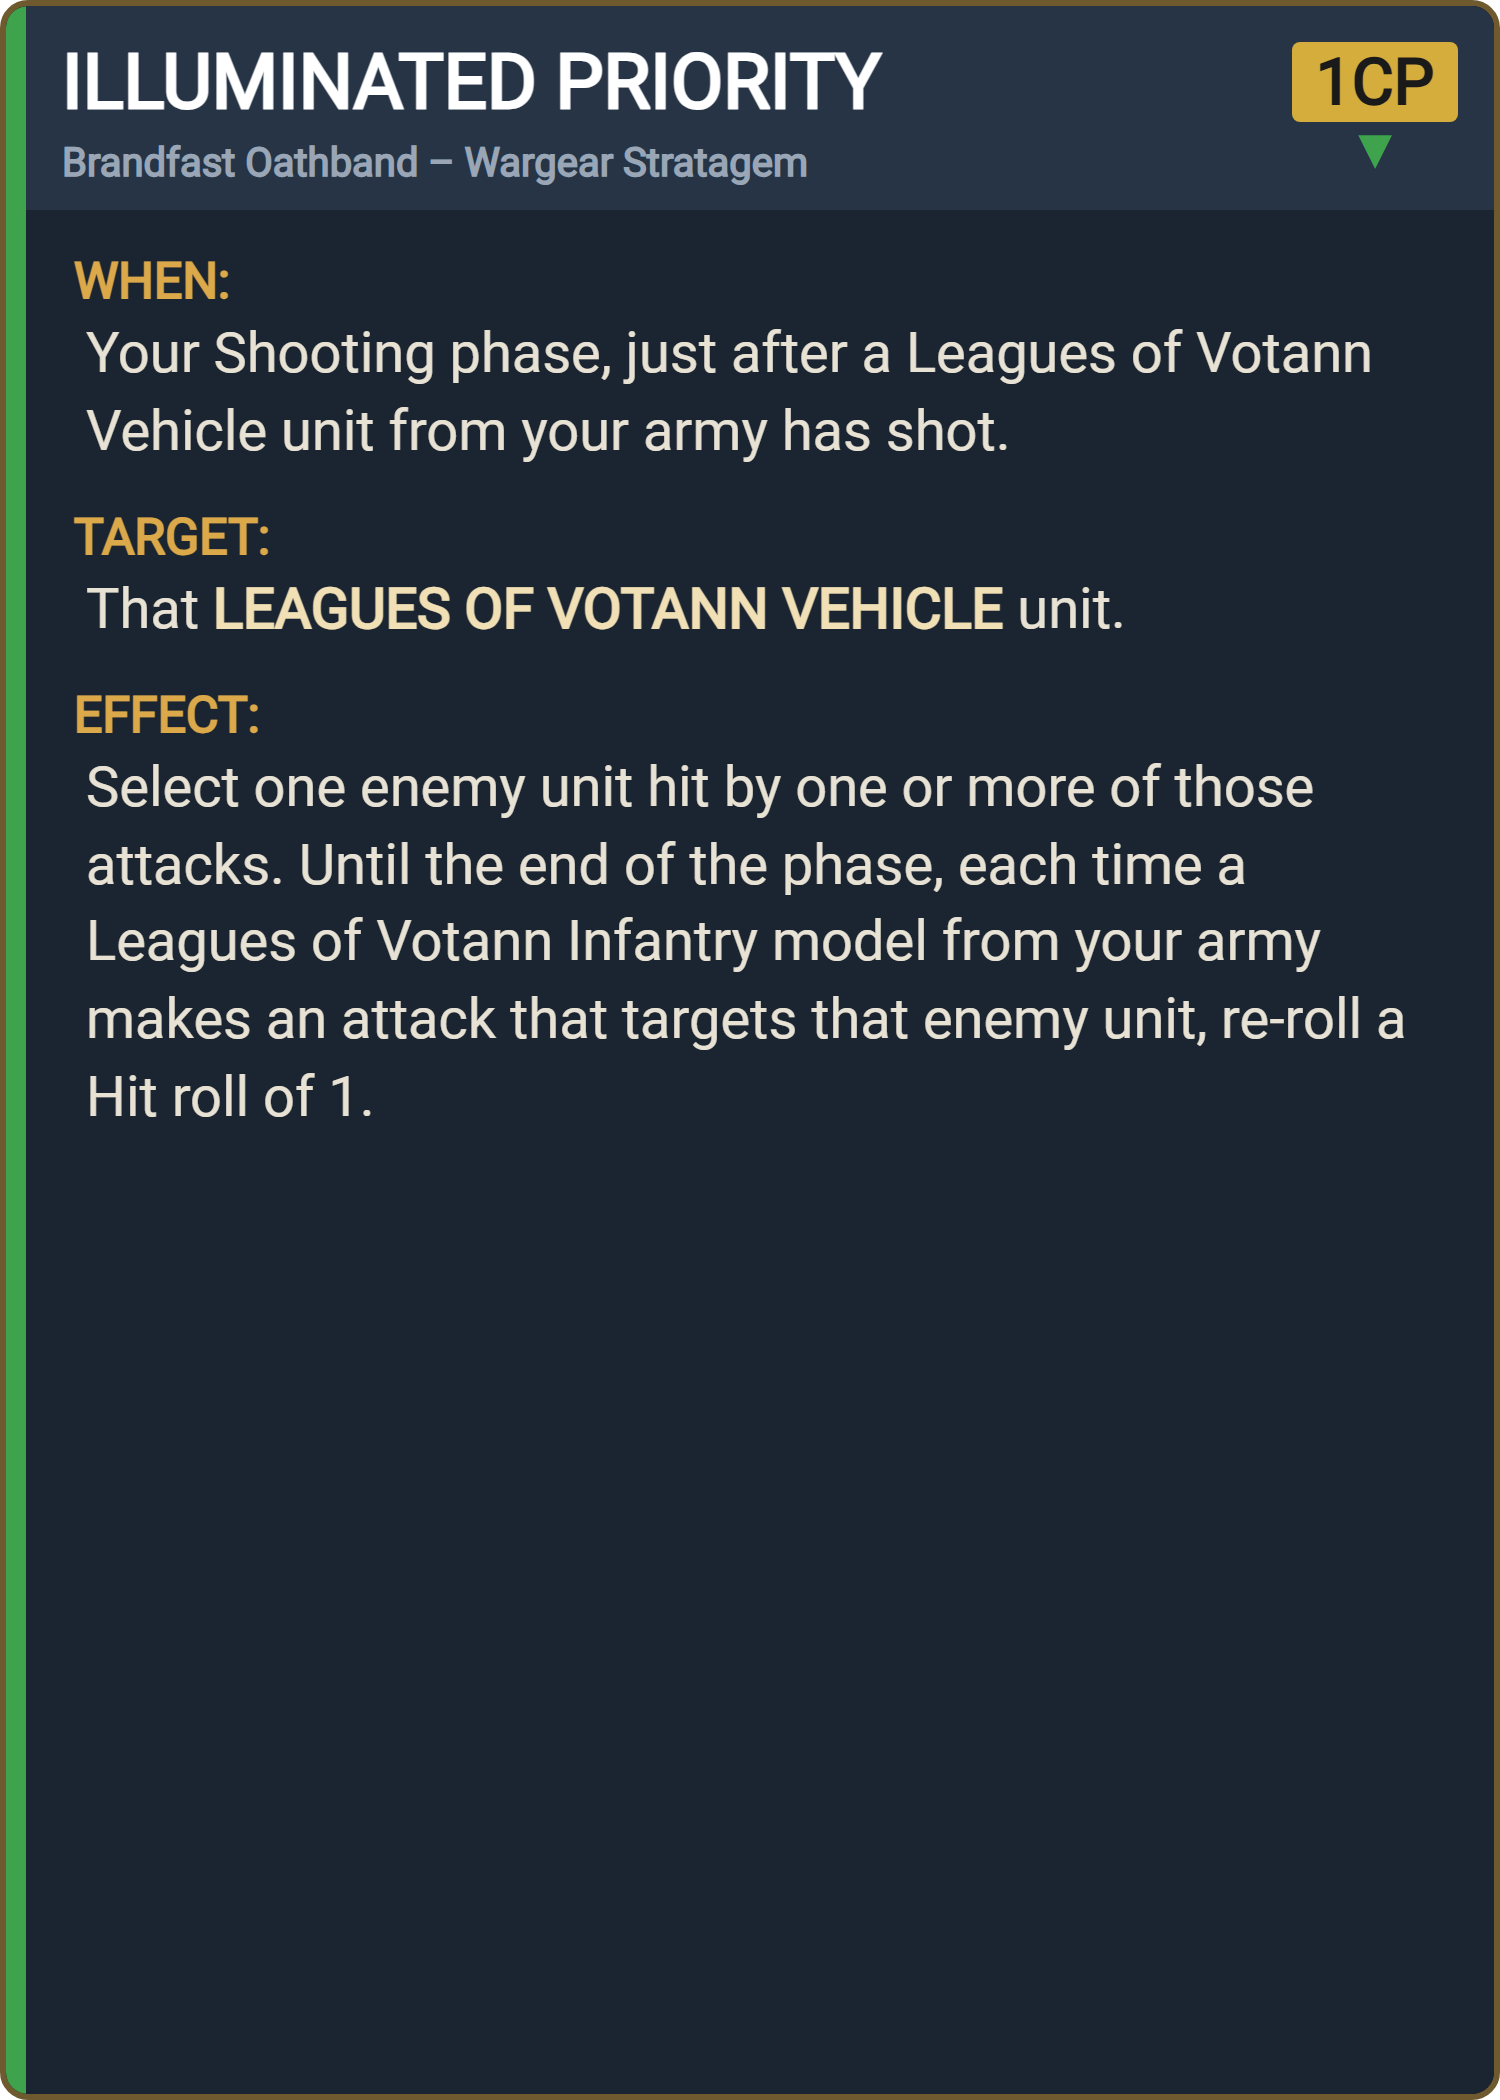 ILLUMINATED PRIORITY
1CP
Brandfast Oathband – Wargear Stratagem
WHEN:
Your Shooting phase, just after a Leagues of Votann
Vehicle unit from your army has shot.
TARGET:
That LEAGUES OF VOTANN VEHICLE unit.
EFFECT:
Select one enemy unit hit by one or more of those
attacks. Until the end of the phase, each time a
Leagues of Votann Infantry model from your army
makes an attack that targets that enemy unit, re-roll a
Hit roll of 1.